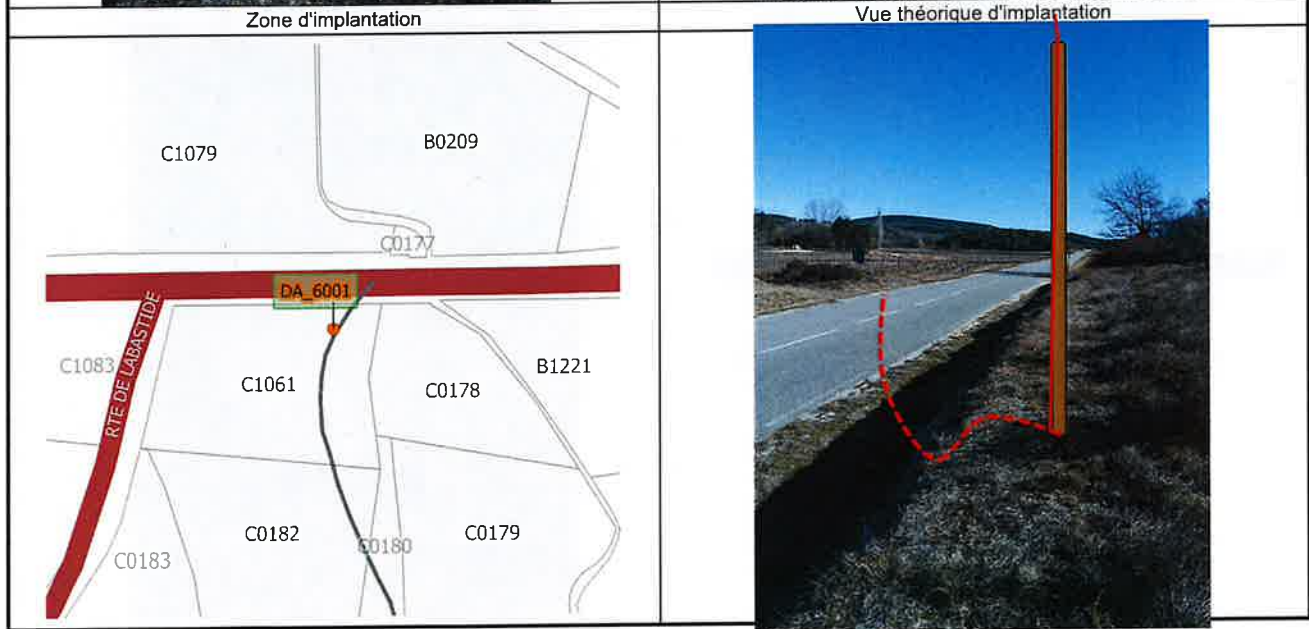 Zone d'implantation
Vue théorique d'implantation
C1079
B0209
C0177
DA_6001
C1083
RTE DE LABASTIDE
C1061
C0178
B1221
C0182
C0180
C0179
C0183